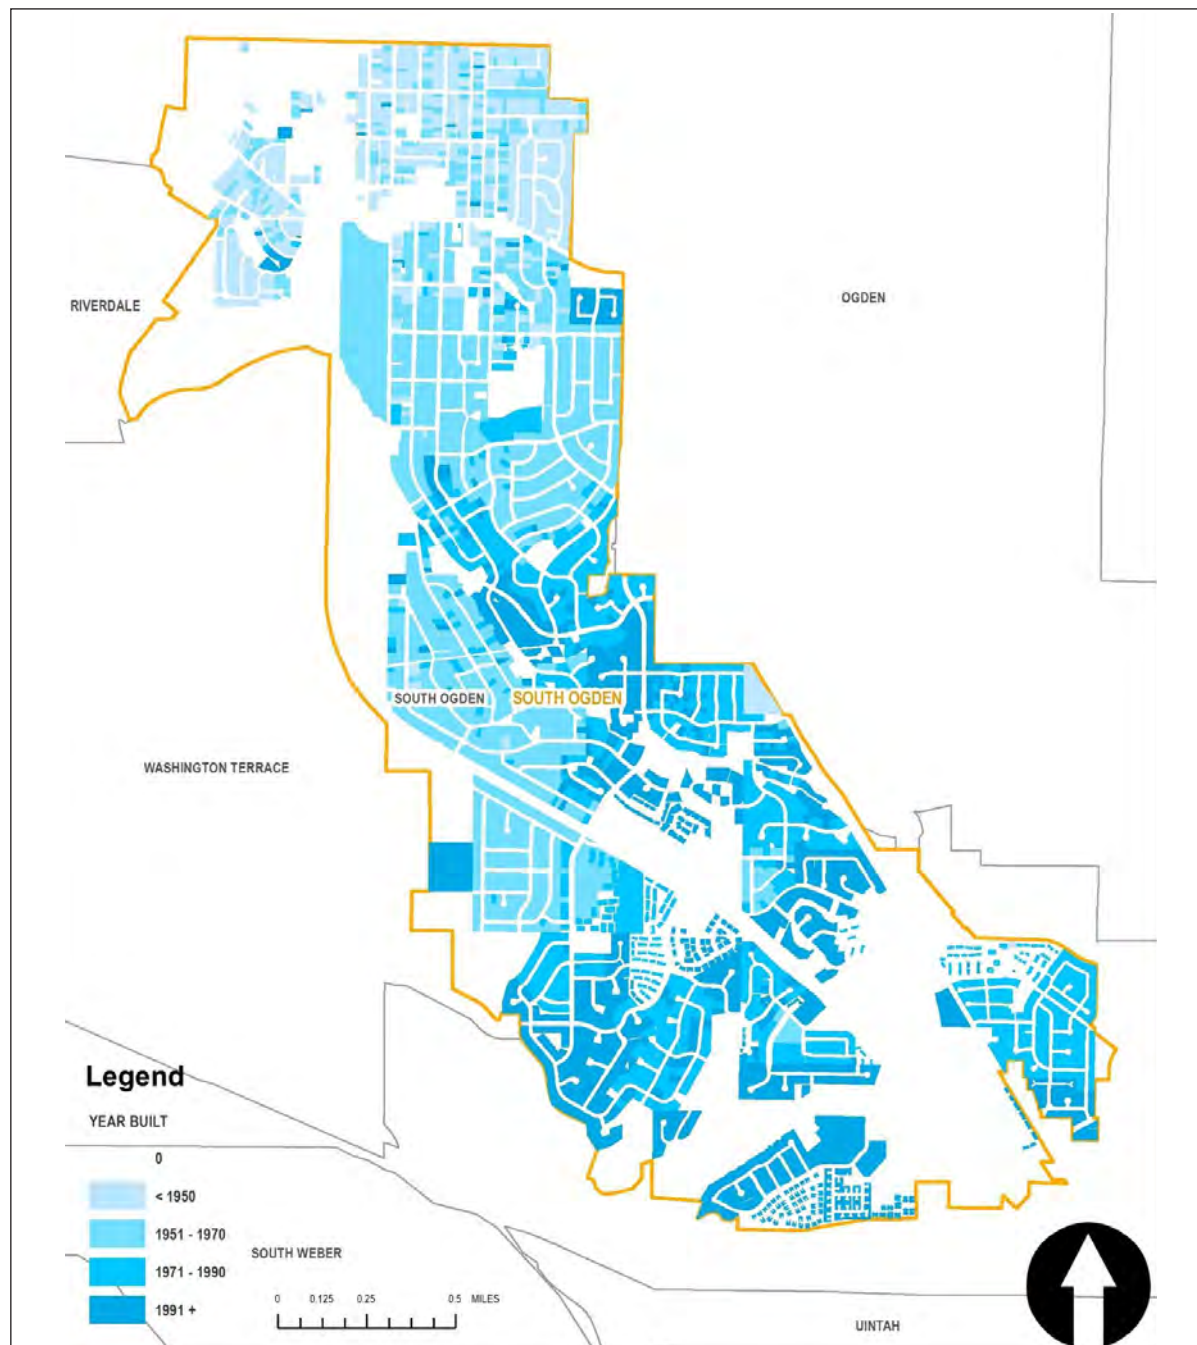 RIVERDALE
OGDEN
SOUTH OGDEN
SOUTH OGDEN
WASHINGTON TERRACE
Legend
YEAR BUILT
0
< 1950
1951 - 1970
1971 - 1990
1991 +
SOUTH WEBER
0 0.125 0.25 0.5 MILES
UINTAH